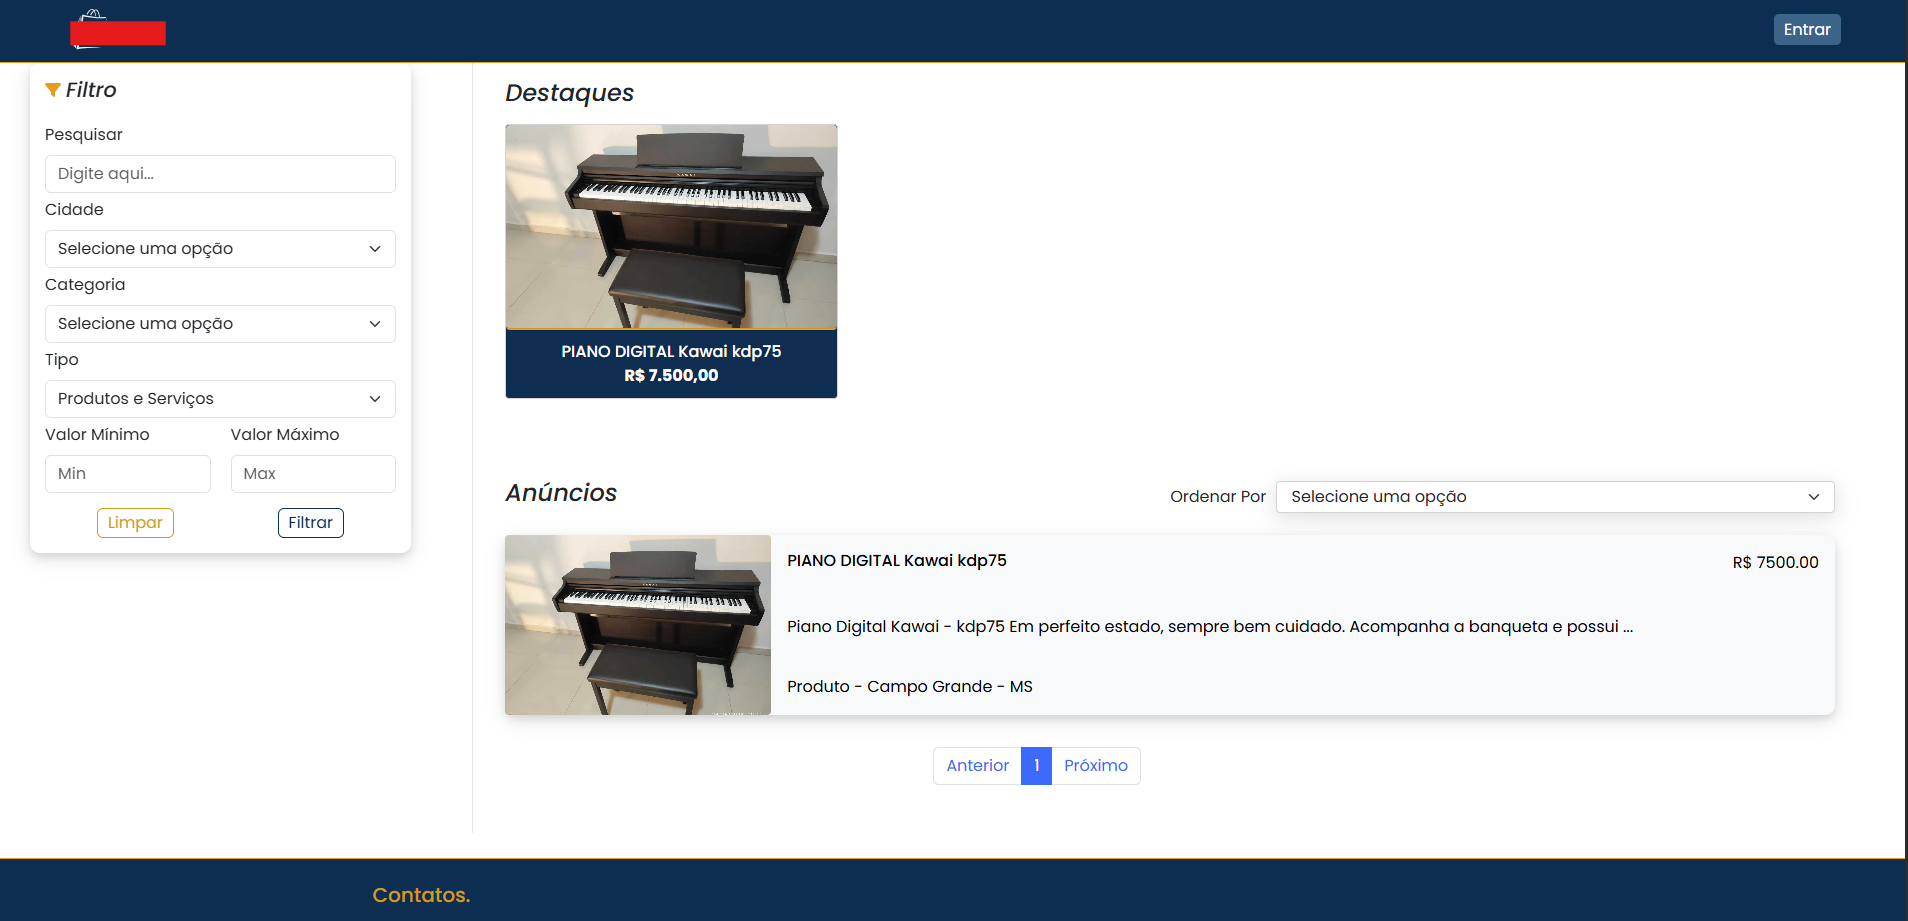 Entrar
Filtro
Pesquisar
Digite aqui...
Cidade
Selecione uma opção
Categoria
Selecione uma opção
Tipo
Produtos e Serviços
Valor Mínimo Valor Máximo
Min Max
Limpar Filtrar
Destaques
KAWAI
PIANO DIGITAL Kawai kdp75
R$ 7.500,00
Anúncios
Ordenar Por Selecione uma opção
PIANO DIGITAL Kawai kdp75 R$ 7500.00
Piano Digital Kawai - kdp75 Em perfeito estado, sempre bem cuidado. Acompanha a banqueta e possui ...
Produto - Campo Grande - MS
Anterior 1 Próximo
Contatos.